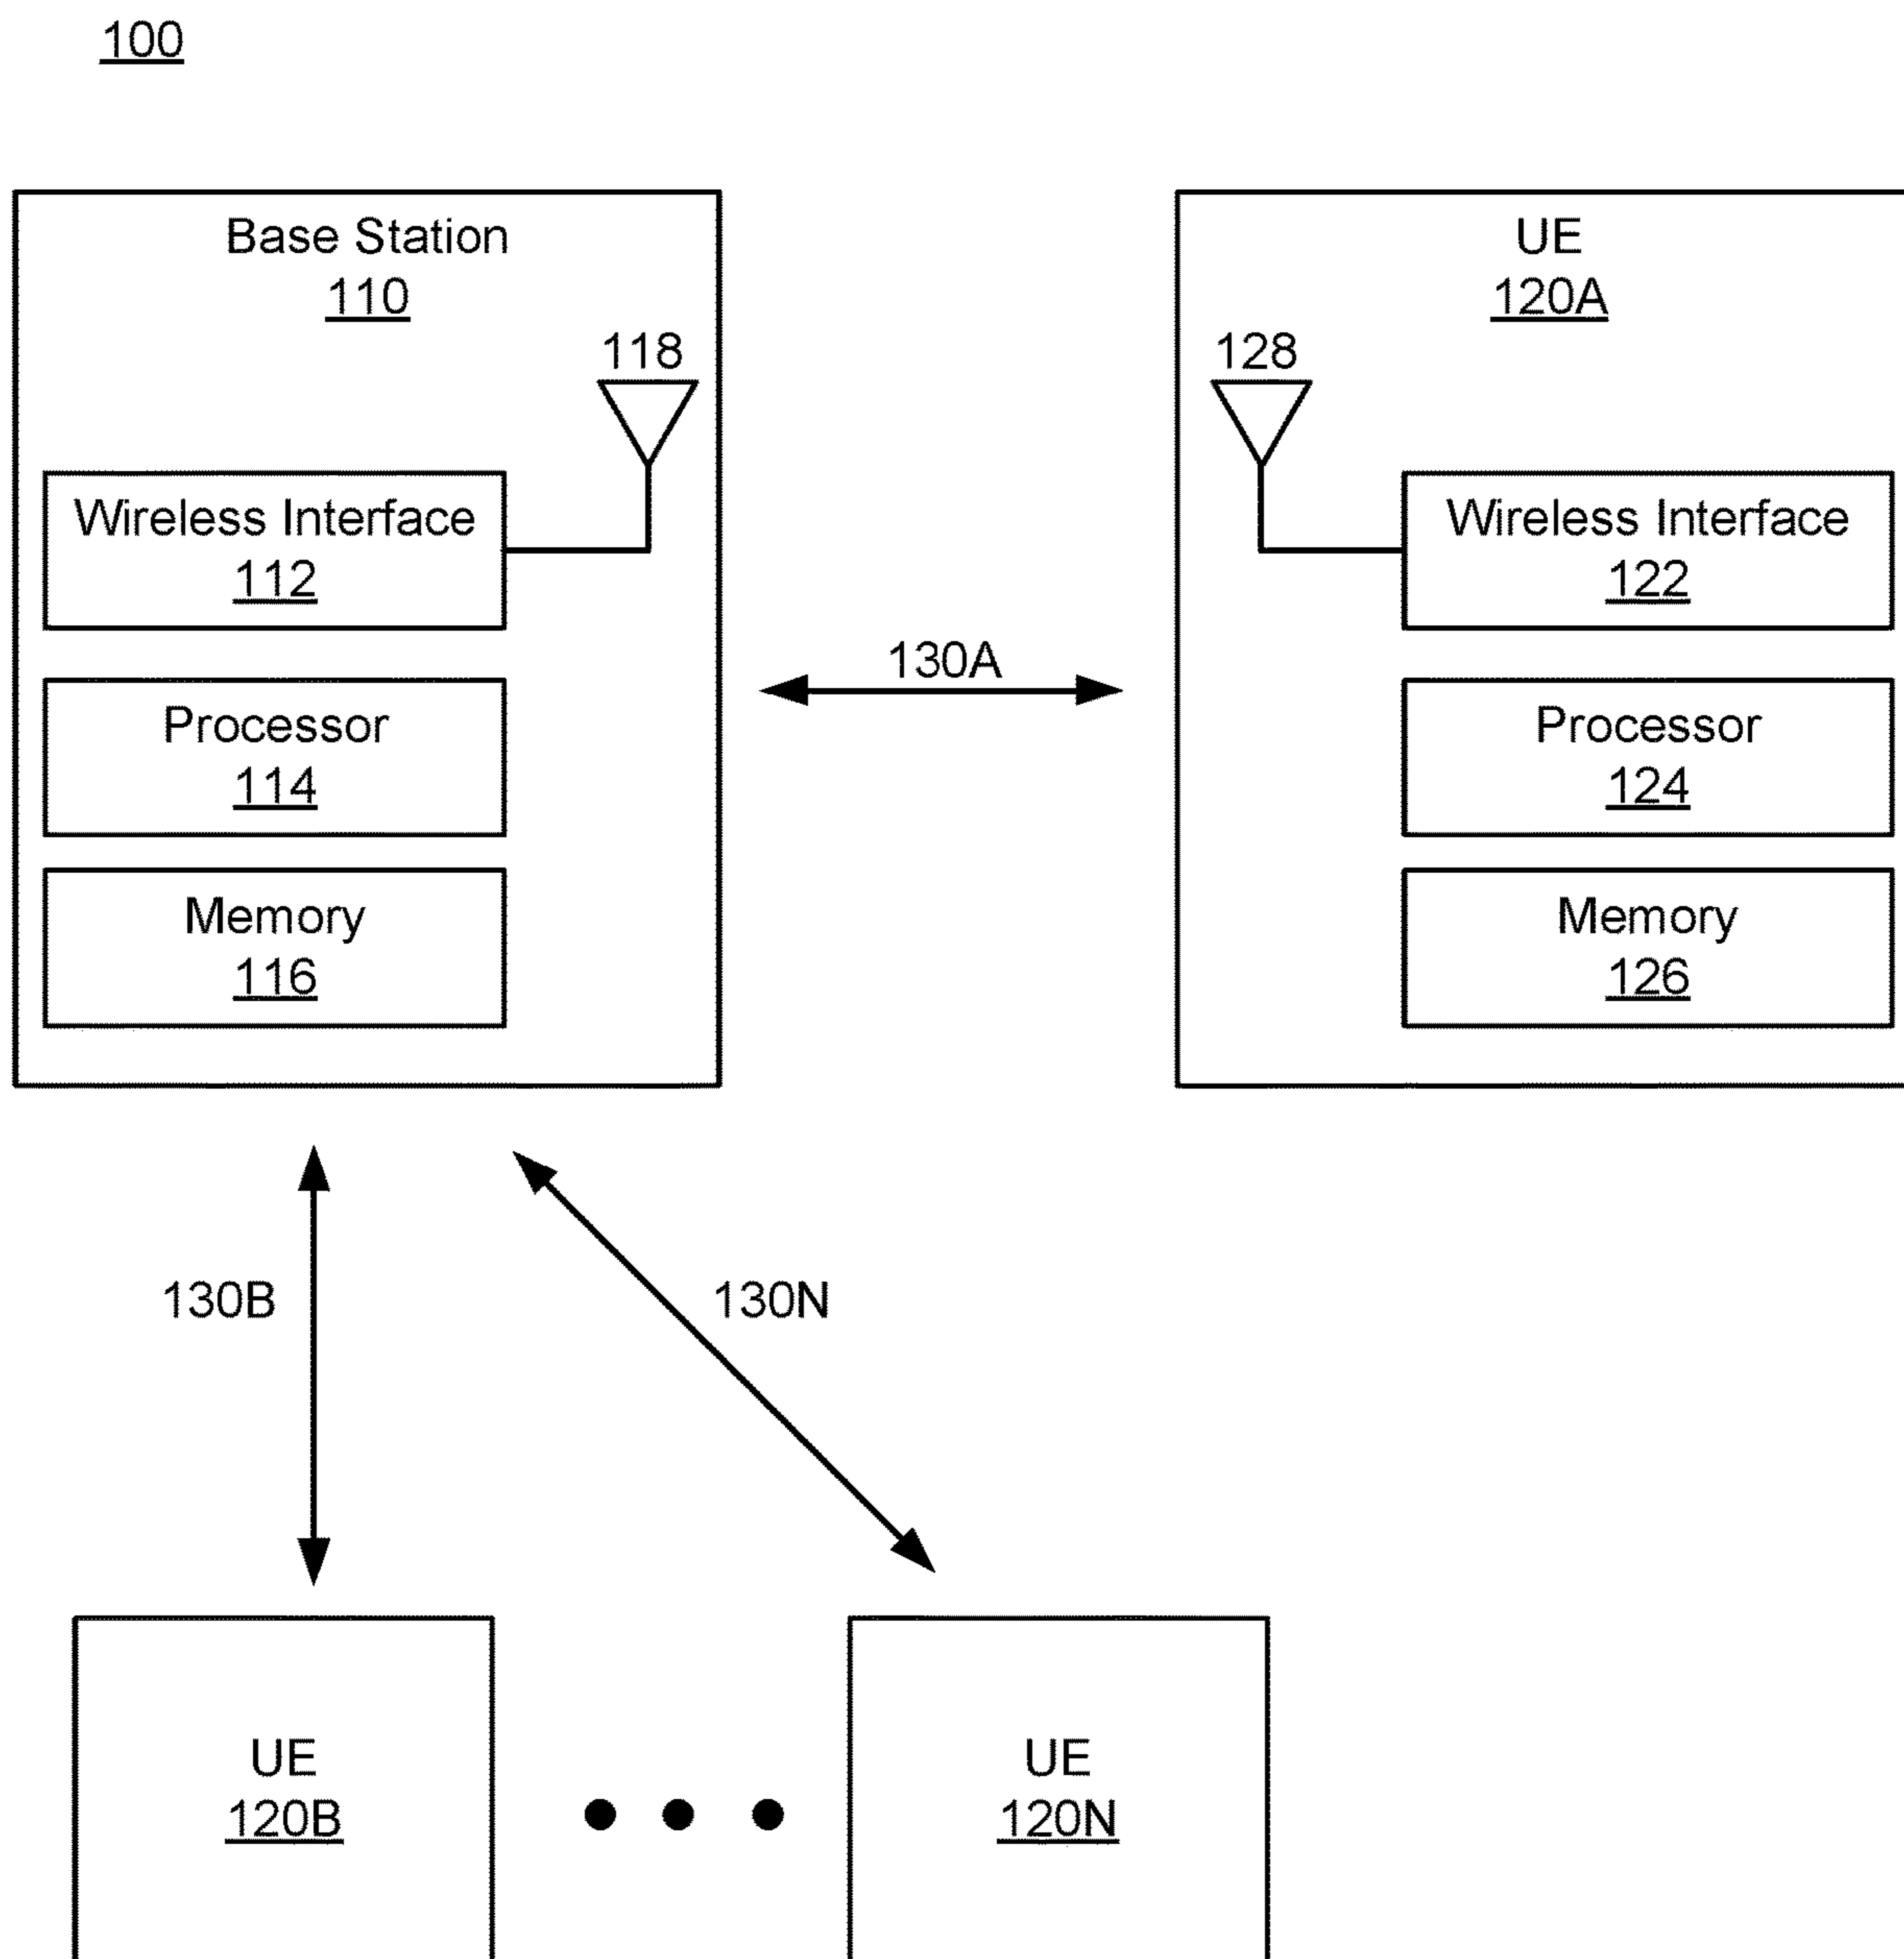 100
Base Station
110
118
Wireless Interface
112
Processor
114
Memory
116
130A
UE
120A
128
Wireless Interface
122
Processor
124
Memory
126
130B
130N
UE
120B
UE
120N